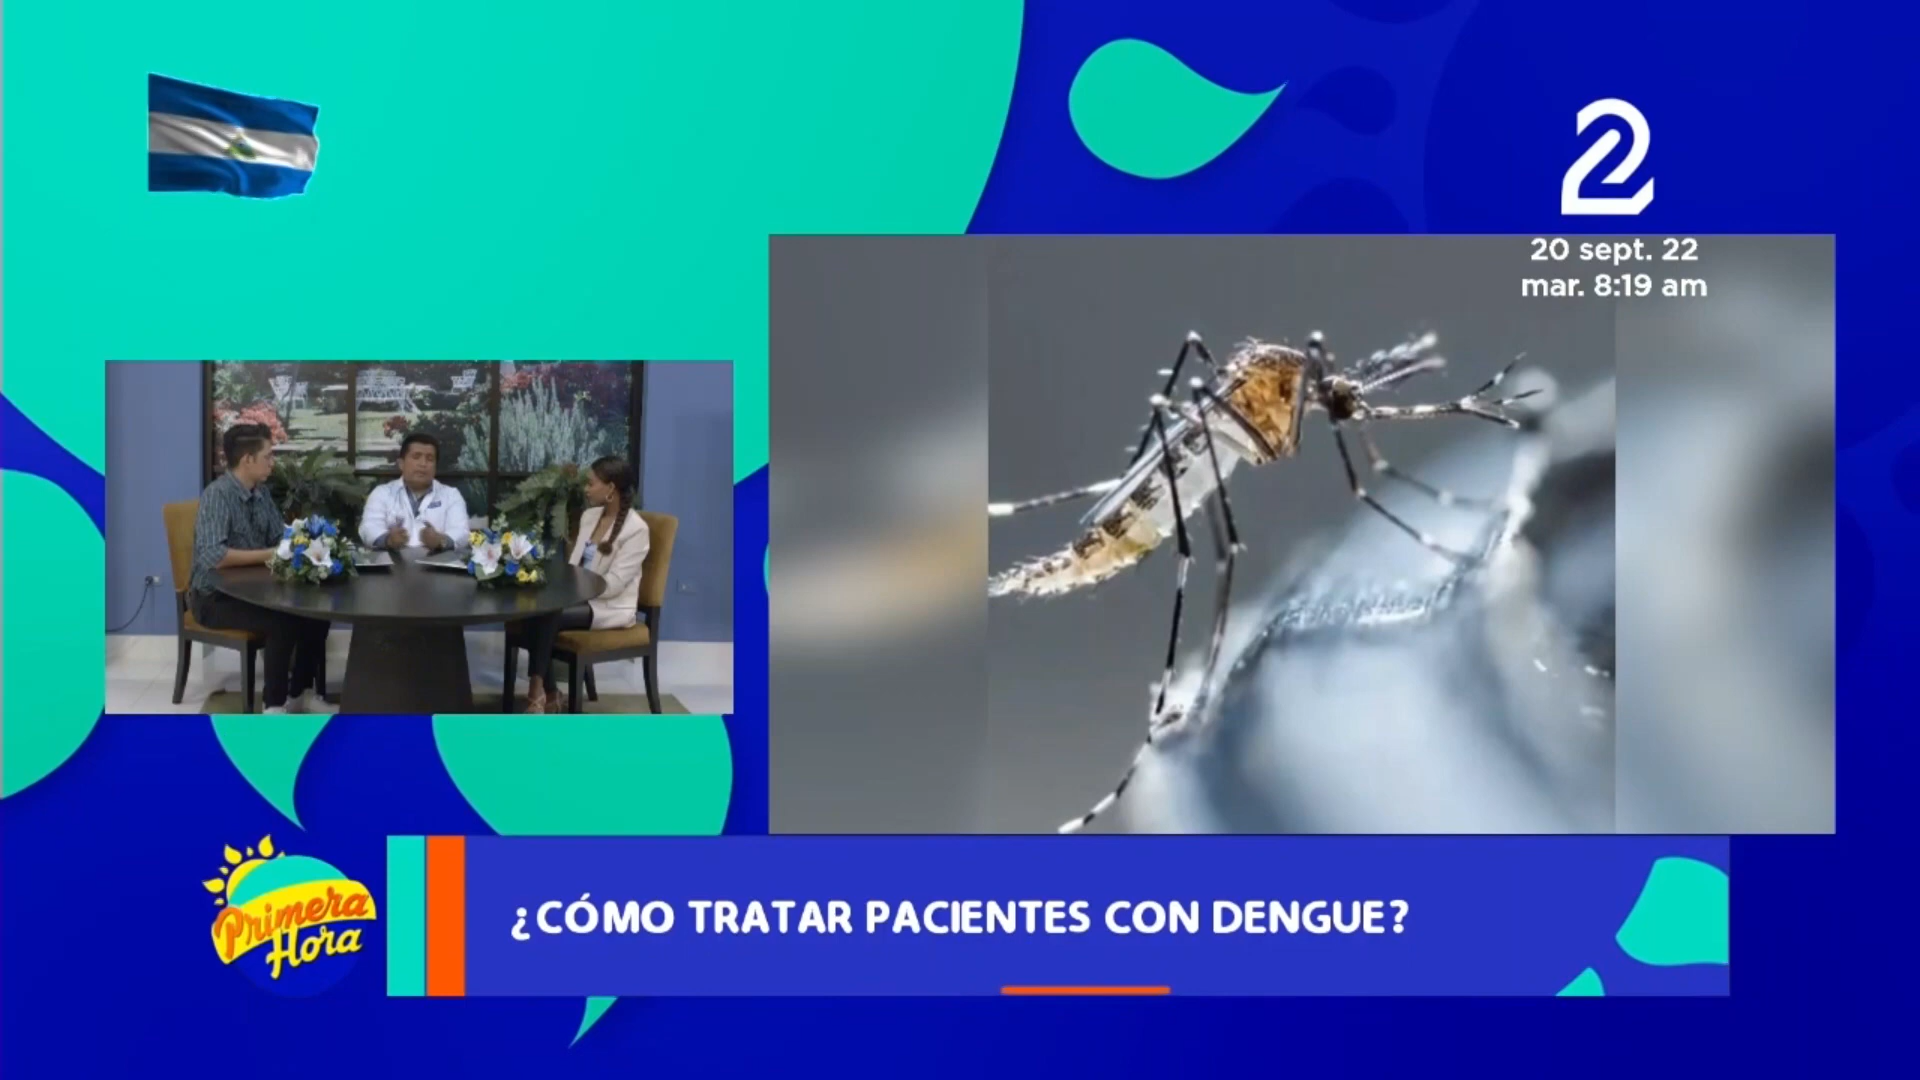 2
20 sept. 22
mar. 8:19 am
Primera
Hora
¿CÓMO TRATAR PACIENTES CON DENGUE?